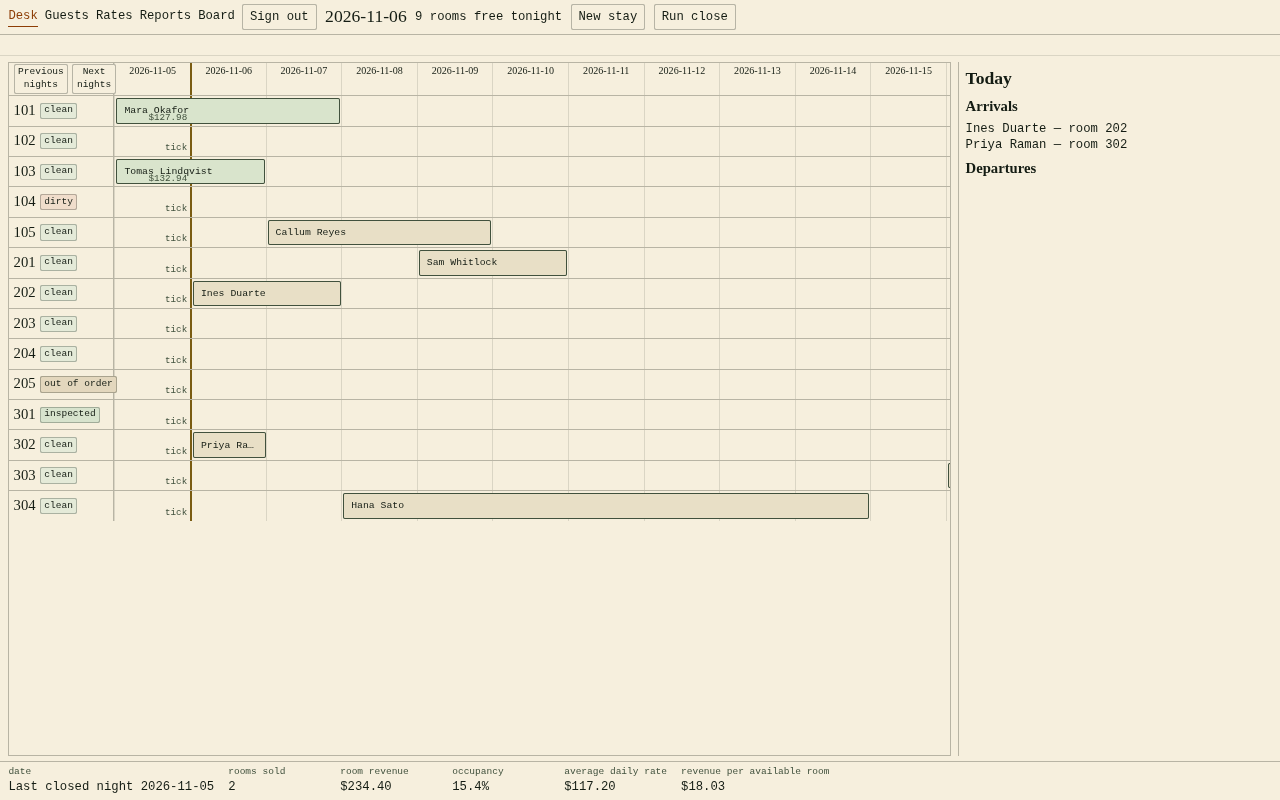 Desk Guests Rates Reports Board Sign out 2026-11-06 9 rooms free tonight New stay Run close
Previous nights Next nights 2026-11-05 2026-11-06 2026-11-07 2026-11-08 2026-11-09 2026-11-10 2026-11-11 2026-11-12 2026-11-13 2026-11-14 2026-11-15
101 clean Mara Okafor
$127.98
102 clean tick
103 clean Tomas Lindqvist
$132.94
104 dirty tick
105 clean tick Callum Reyes
201 clean tick Sam Whitlock
202 clean tick Ines Duarte
203 clean tick
204 clean tick
205 out of order tick
301 inspected tick
302 clean tick Priya Ra…
303 clean tick
304 clean tick Hana Sato
Today
Arrivals
Ines Duarte — room 202
Priya Raman — room 302
Departures
date rooms sold room revenue occupancy average daily rate revenue per available room
Last closed night 2026-11-05 2 $234.40 15.4% $117.20 $18.03